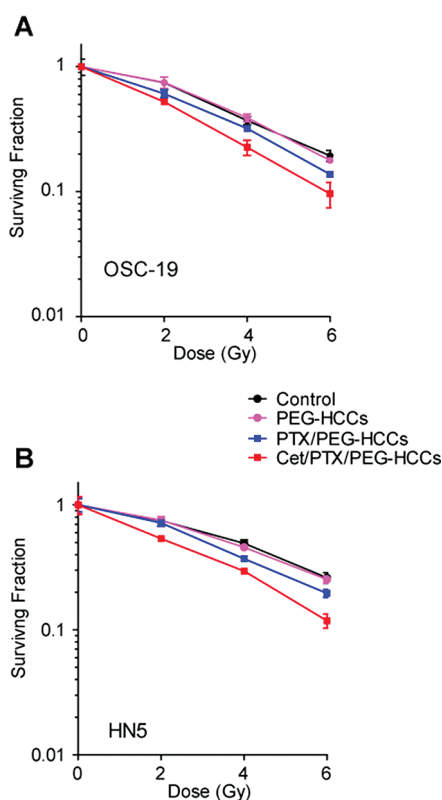 A
1
0.1
0.01
Survivng Fraction
OSC-19
0 2 4 6
Dose (Gy)
Control
PEG-HCCs
PTX/PEG-HCCs
Cet/PTX/PEG-HCCs
B
1
0.1
0.01
Survivng Fraction
HN5
0 2 4 6
Dose (Gy)